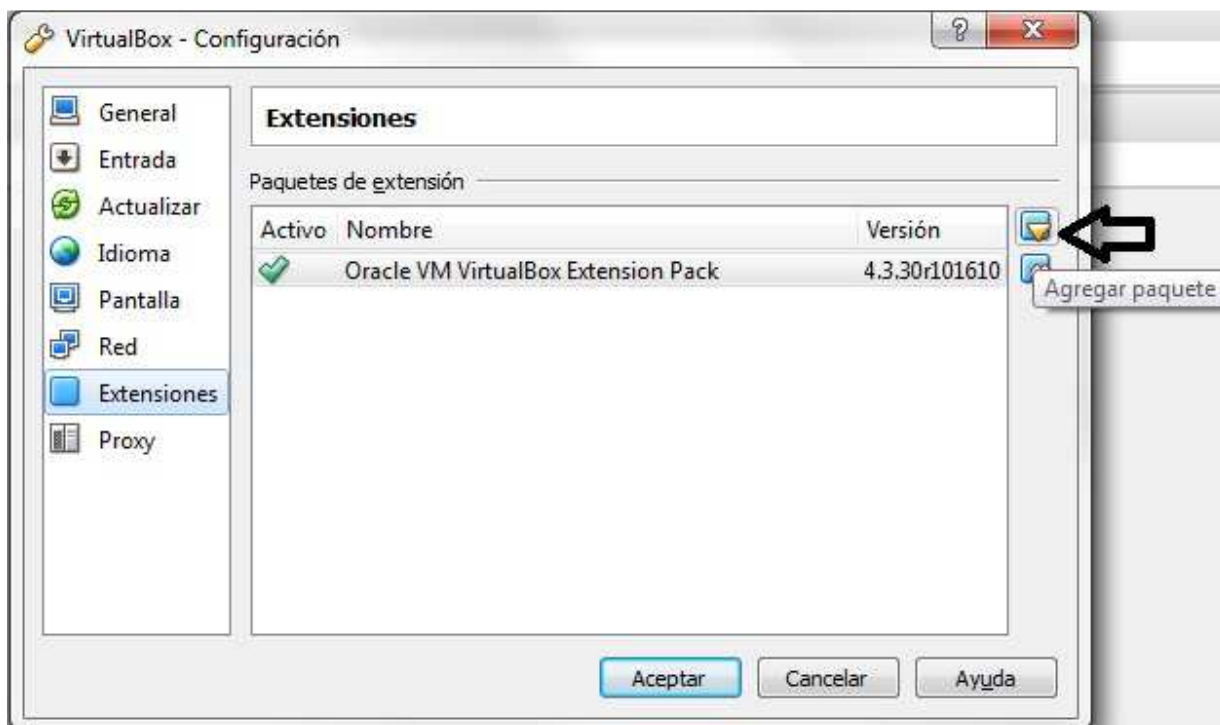 VirtualBox - Configuración
General
Entrada
Actualizar
Idioma
Pantalla
Red
Extensiones
Proxy
Extensiones
Paquetes de extensión
Activo Nombre Versión
Oracle VM VirtualBox Extension Pack 4.3.30r101610
Agregar paquete
Aceptar Cancelar Ayuda